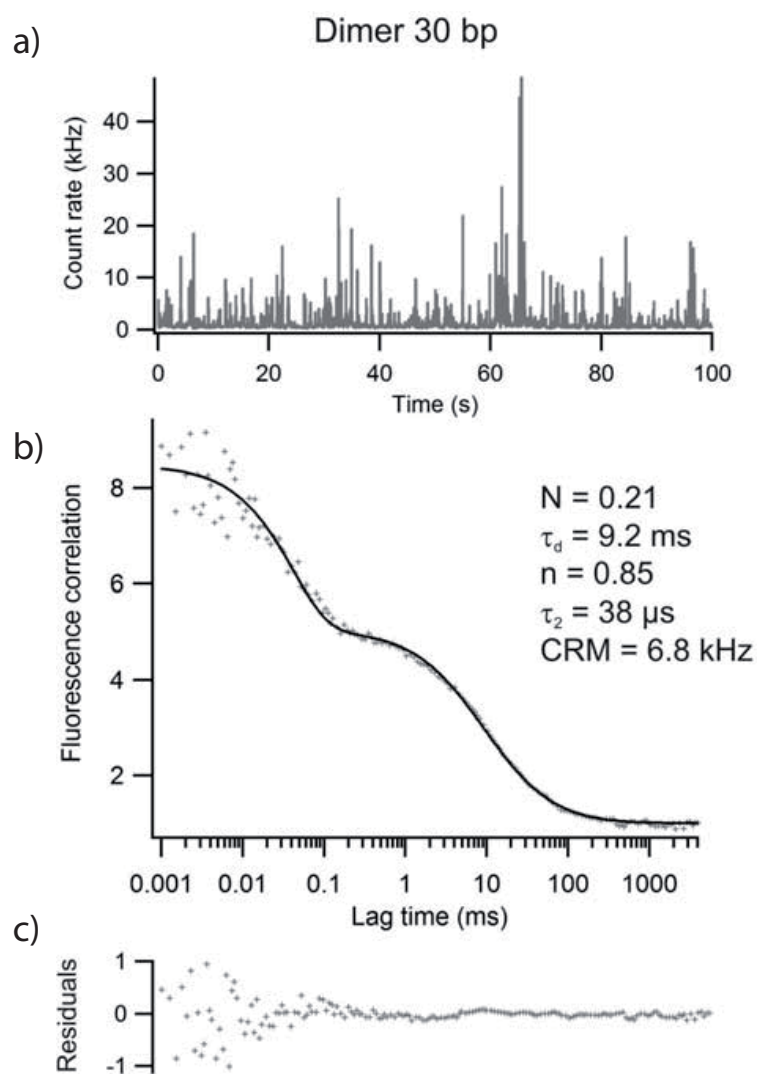 a)
Dimer 30 bp
Count rate (kHz)
40
30
20
10
0
0 20 40 60 80 100
Time (s)
b)
Fluorescence correlation
8
6
4
2
N = 0.21
τd = 9.2 ms
n = 0.85
τ2 = 38 µs
CRM = 6.8 kHz
0.001 0.01 0.1 1 10 100 1000
Lag time (ms)
c)
Residuals
1
0
-1